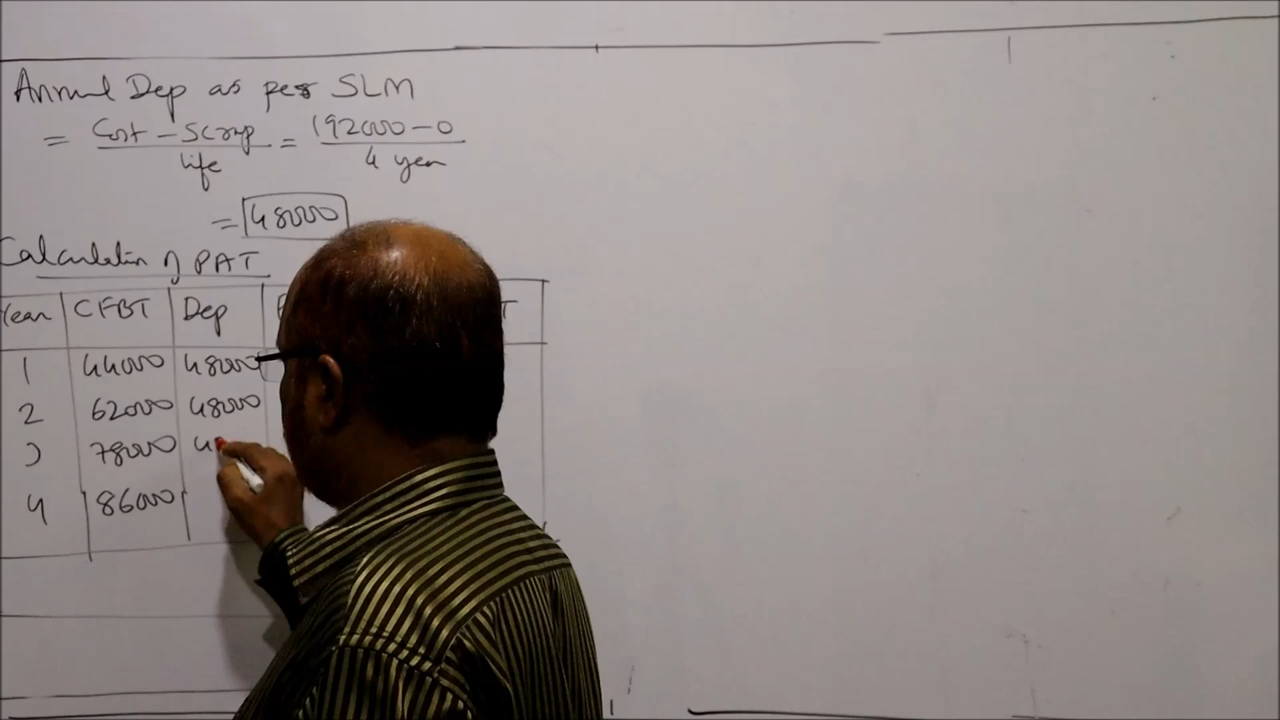 Annual Dep as per SLM
= Cost - Scrap / life = 192000 - 0 / 4 year
= 48000
Calculation of PAT
Year CFBT Dep T
1 44000 48000
2 62000 48000
3 78000 4
4 86000